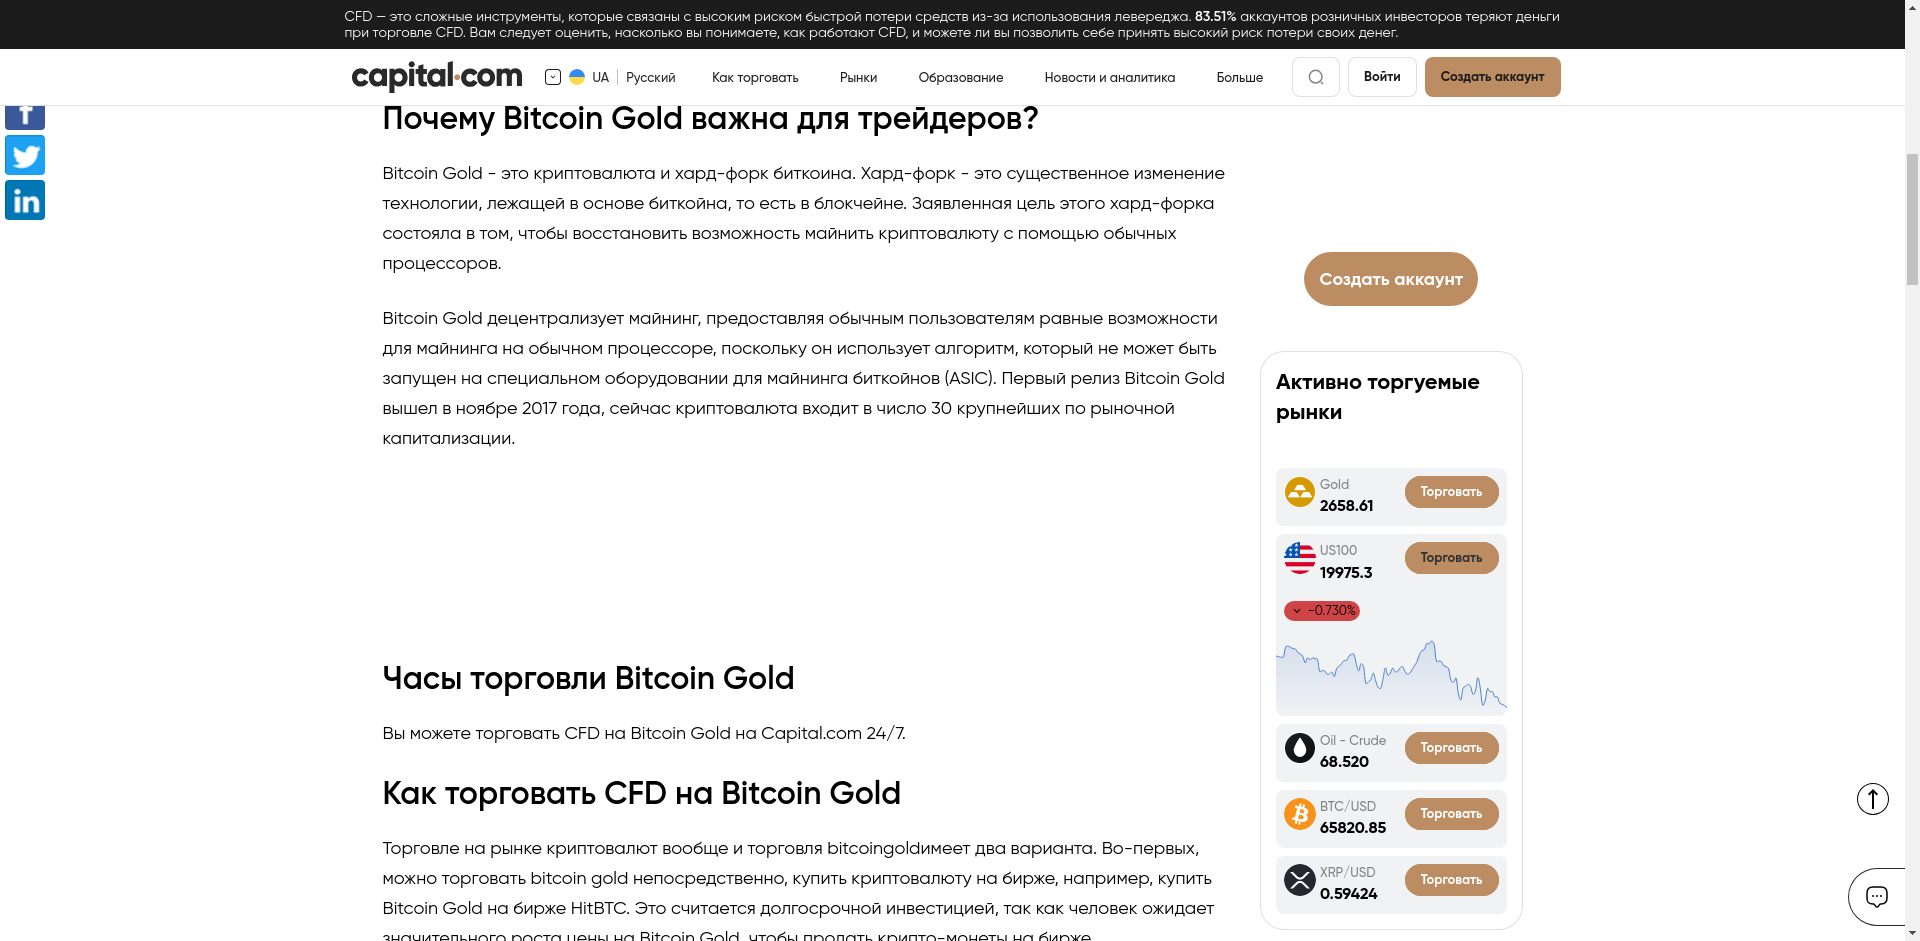 CFD — это сложные инструменты, которые связаны с высоким риском быстрой потери средств из-за использования левереджа. 83.51% аккаунтов розничных инвесторов теряют деньги
при торговле CFD. Вам следует оценить, насколько вы понимаете, как работают CFD, и можете ли вы позволить себе принять высокий риск потери своих денег.
capital.com
UA | Русский
Как торговать
Рынки
Образование
Новости и аналитика
Больше
Войти
Создать аккаунт
Почему Bitcoin Gold важна для трейдеров?
Bitcoin Gold - это криптовалюта и хард-форк биткоина. Хард-форк - это существенное изменение
технологии, лежащей в основе биткойна, то есть в блокчейне. Заявленная цель этого хард-форка
состояла в том, чтобы восстановить возможность майнить криптовалюту с помощью обычных
процессоров.
Bitcoin Gold децентрализует майнинг, предоставляя обычным пользователям равные возможности
для майнинга на обычном процессоре, поскольку он использует алгоритм, который не может быть
запущен на специальном оборудовании для майнинга биткойнов (ASIC). Первый релиз Bitcoin Gold
вышел в ноябре 2017 года, сейчас криптовалюта входит в число 30 крупнейших по рыночной
капитализации.
Часы торговли Bitcoin Gold
Вы можете торговать CFD на Bitcoin Gold на Capital.com 24/7.
Как торговать CFD на Bitcoin Gold
Торговле на рынке криптовалют вообще и торговля bitcoingoldимеет два варианта. Во-первых,
можно торговать bitcoin gold непосредственно, купить криптовалюту на бирже, например, купить
Bitcoin Gold на бирже HitBTC. Это считается долгосрочной инвестицией, так как человек ожидает
значительного роста цены на Bitcoin Gold, чтобы продать крипто-монеты на бирже.
Создать аккаунт
Активно торгуемые
рынки
Gold
2658.61
Торговать
US100
19975.3
Торговать
-0.730%
Oil - Crude
68.520
Торговать
BTC/USD
65820.85
Торговать
XRP/USD
0.59424
Торговать